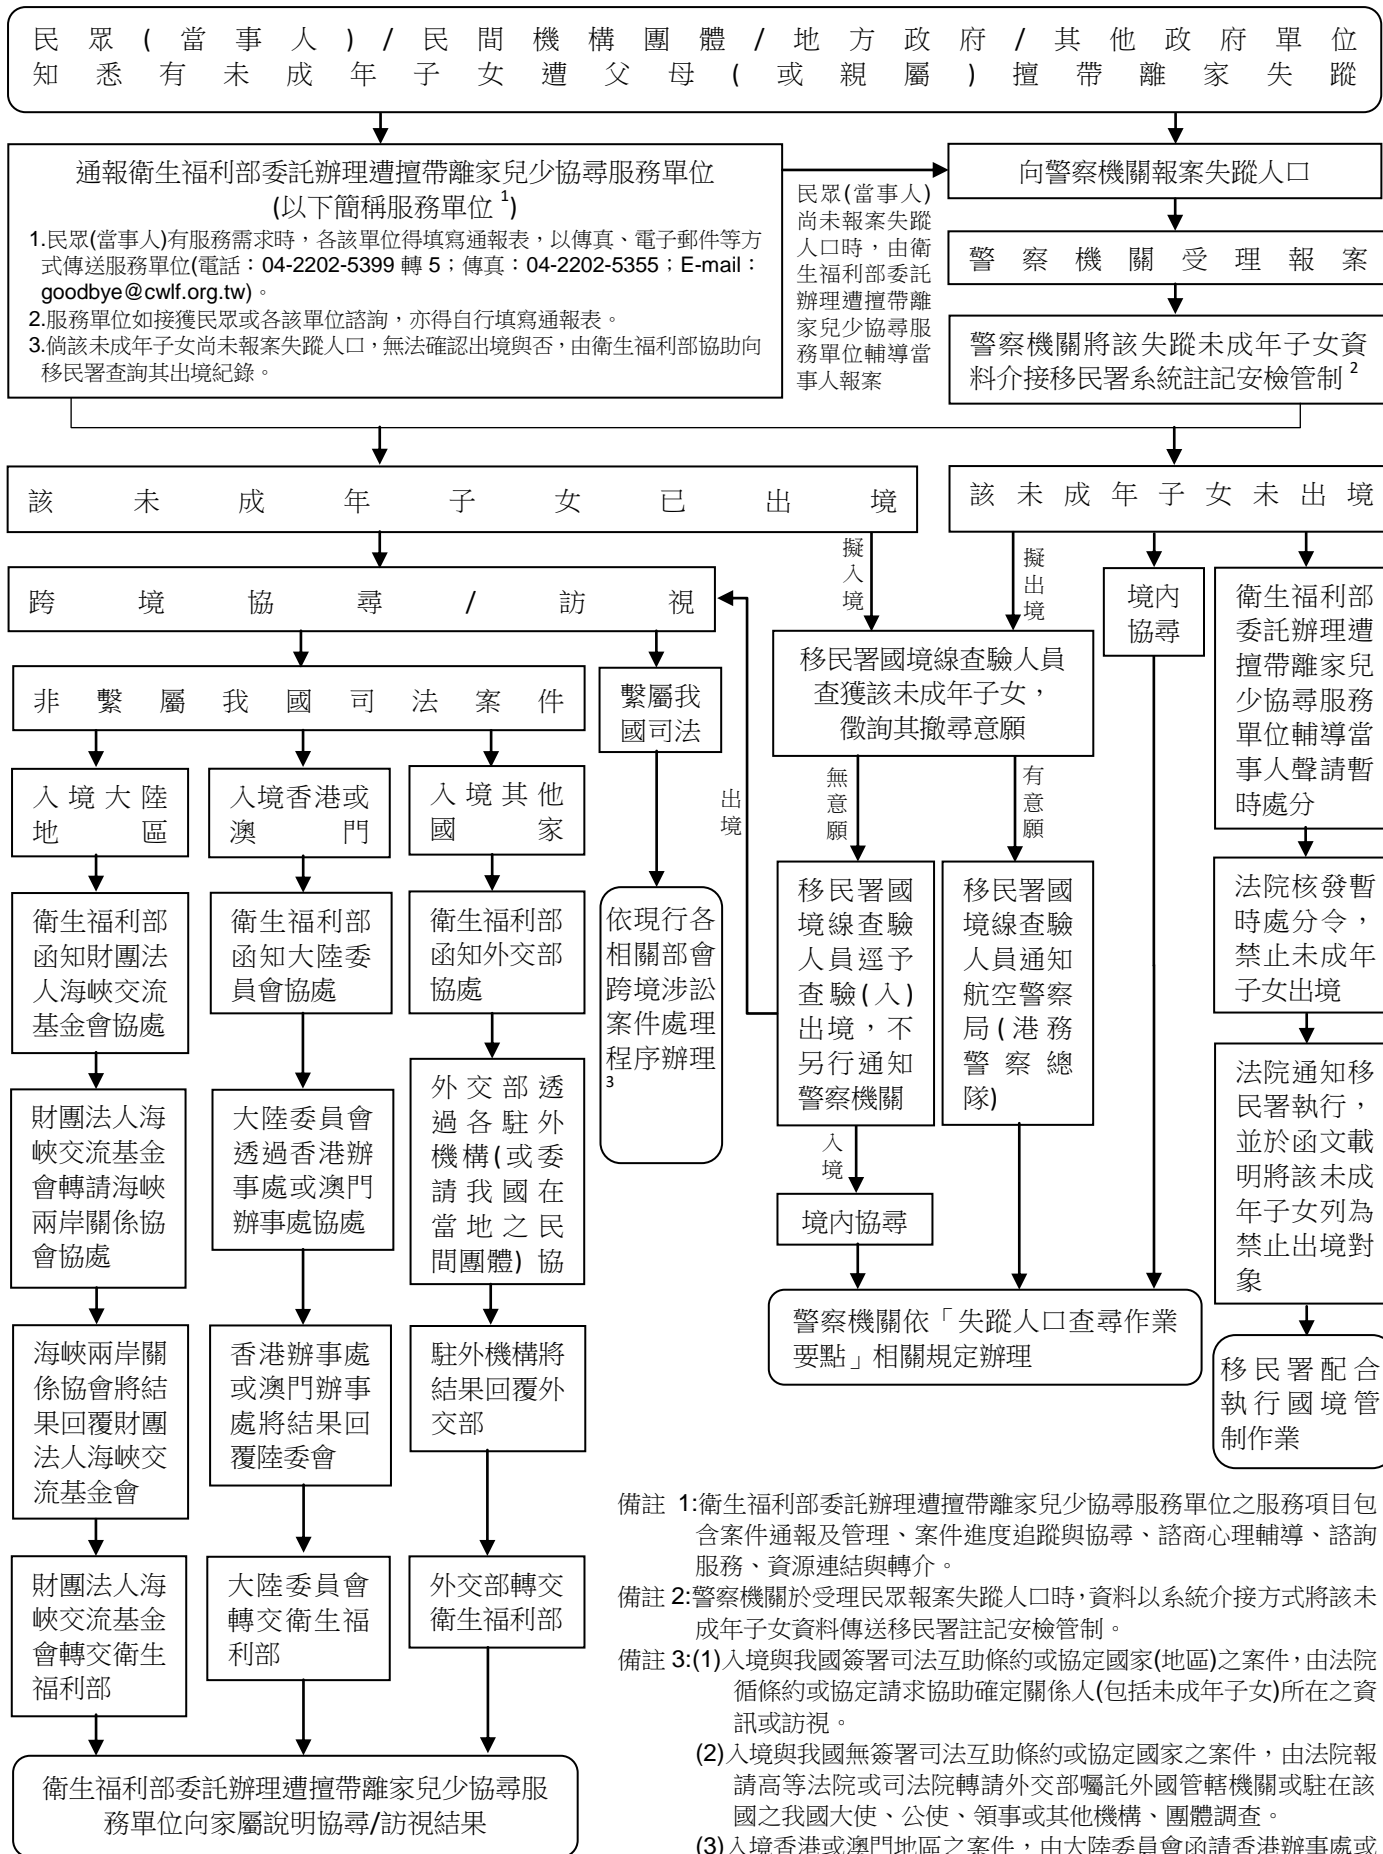 民眾(當事人)/民間機構團體/地方政府/其他政府單位
知悉有未成年子女遭父母(或親屬)擅帶離家失蹤
通報衛生福利部委託辦理遭擅帶離家兒少協尋服務單位
(以下簡稱服務單位1)
1.民眾(當事人)有服務需求時，各該單位得填寫通報表，以傳真、電子郵件等方
式傳送服務單位(電話：04-2202-5399 轉 5；傳真：04-2202-5355；E-mail：
goodbye@cwlf.org.tw)。
2.服務單位如接獲民眾或各該單位諮詢，亦得自行填寫通報表。
3.倘該未成年子女尚未報案失蹤人口，無法確認出境與否，由衛生福利部協助向
移民署查詢其出境紀錄。
民眾(當事人)
尚未報案失蹤
人口時，由衛
生福利部委託
辦理遭擅帶離
家兒少協尋服
務單位輔導當
事人報案
向警察機關報案失蹤人口
警察機關受理報案
警察機關將該失蹤未成年子女資
料介接移民署系統註記安檢管制2
該未成年子女已出境
該未成年子女未出境
跨境協尋/訪視
擬入境
擬出境
境內
協尋
衛生福利部
委託辦理遭
擅帶離家兒
少協尋服務
單位輔導當
事人聲請暫
時處分
移民署國境線查驗人員
查獲該未成年子女，
徵詢其撤尋意願
非繫屬我國司法案件
繫屬我
國司法
入境大陸
地區
入境香港或
澳門
入境其他
國家
出境
無意願
有意願
衛生福利部
函知財團法
人海峽交流
基金會協處
衛生福利部
函知大陸委
員會協處
衛生福利部
函知外交部
協處
依現行各
相關部會
跨境涉訟
案件處理
程序辦理
3
移民署國
境線查驗
人員逕予
查驗(入)
出境，不
另行通知
警察機關
移民署國
境線查驗
人員通知
航空警察
局(港務
警察總
隊)
法院核發暫
時處分令，
禁止未成年
子女出境
財團法人海
峽交流基金
會轉請海峽
兩岸關係協
會協處
大陸委員會
透過香港辦
事處或澳門
辦事處協處
外交部透
過各駐外
機構(或委
請我國在
當地之民
間團體)協
入境
境內協尋
法院通知移
民署執行，
並於函文載
明將該未成
年子女列為
禁止出境對
象
警察機關依「失蹤人口查尋作業
要點」相關規定辦理
海峽兩岸關
係協會將結
果回覆財團
法人海峽交
流基金會
香港辦事處
或澳門辦事
處將結果回
覆陸委會
駐外機構將
結果回覆外
交部
移民署配合
執行國境管
制作業
財團法人海
峽交流基金
會轉交衛生
福利部
大陸委員會
轉交衛生福
利部
外交部轉交
衛生福利部
衛生福利部委託辦理遭擅帶離家兒少協尋服
務單位向家屬說明協尋/訪視結果
備註 1:衛生福利部委託辦理遭擅帶離家兒少協尋服務單位之服務項目包
含案件通報及管理、案件進度追蹤與協尋、諮商心理輔導、諮詢
服務、資源連結與轉介。
備註 2:警察機關於受理民眾報案失蹤人口時，資料以系統介接方式將該未
成年子女資料傳送移民署註記安檢管制。
備註 3:(1)入境與我國簽署司法互助條約或協定國家(地區)之案件，由法院
循條約或協定請求協助確定關係人(包括未成年子女)所在之資
訊或訪視。
(2)入境與我國無簽署司法互助條約或協定國家之案件，由法院報
請高等法院或司法院轉請外交部囑託外國管轄機關或駐在該
國之我國大使、公使、領事或其他機構、團體調查。
(3)入境香港或澳門地區之案件，由大陸委員會函請香港辦事處或